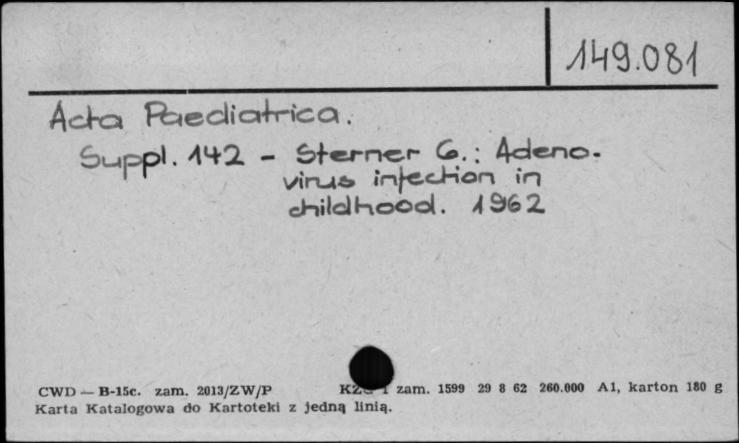 149.081
Acta Paediatrica.
Suppl. 142 - Sterner G.: Adeno-
virus infection in
childhood. 1962
CWD — B-15c. zam. 2013/ZW/P zam. 1599 29 8 62 260.000 A1, karton 180 g
Karta Katalogowa do Kartoteki z jedną linią.